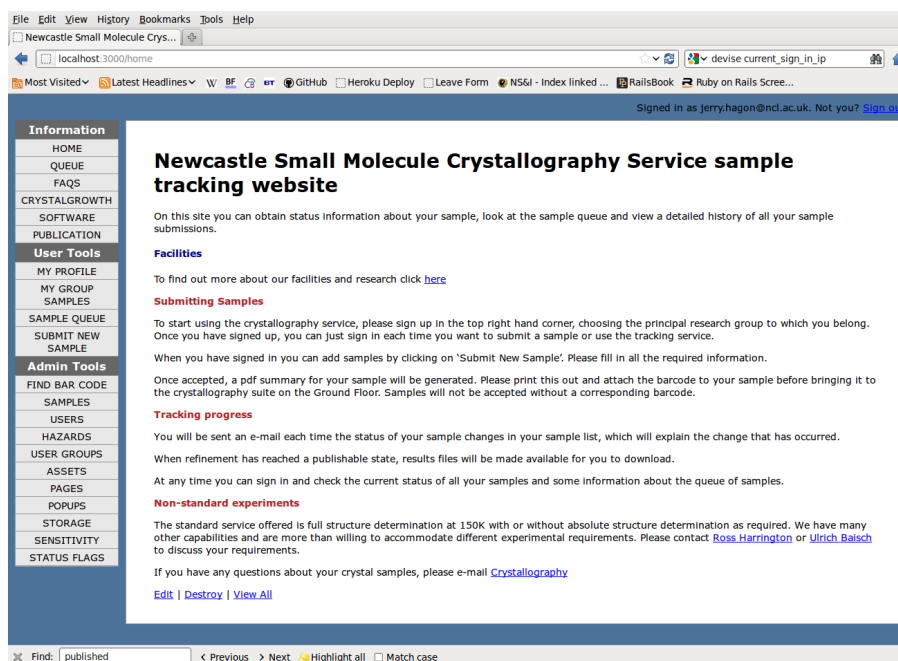 File Edit View History Bookmarks Tools Help
Newcastle Small Molecule Crys...
localhost:3000/home
devise current_sign_in_ip
Most Visited Latest Headlines W BF BT GitHub Heroku Deploy Leave Form NS&I - Index linked ... RailsBook Ruby on Rails Scree...
Signed in as jerry.hagon@ncl.ac.uk. Not you? Sign ou
Information
HOME
QUEUE
FAQS
CRYSTALGROWTH
SOFTWARE
PUBLICATION
User Tools
MY PROFILE
MY GROUP
SAMPLES
SAMPLE QUEUE
SUBMIT NEW
SAMPLE
Admin Tools
FIND BAR CODE
SAMPLES
USERS
HAZARDS
USER GROUPS
ASSETS
PAGES
POPUPS
STORAGE
SENSITIVITY
STATUS FLAGS
Newcastle Small Molecule Crystallography Service sample
tracking website
On this site you can obtain status information about your sample, look at the sample queue and view a detailed history of all your sample
submissions.
Facilities
To find out more about our facilities and research click here
Submitting Samples
To start using the crystallography service, please sign up in the top right hand corner, choosing the principal research group to which you belong.
Once you have signed up, you can just sign in each time you want to submit a sample or use the tracking service.
When you have signed in you can add samples by clicking on ‘Submit New Sample’. Please fill in all the required information.
Once accepted, a pdf summary for your sample will be generated. Please print this out and attach the barcode to your sample before bringing it to
the crystallography suite on the Ground Floor. Samples will not be accepted without a corresponding barcode.
Tracking progress
You will be sent an e-mail each time the status of your sample changes in your sample list, which will explain the change that has occurred.
When refinement has reached a publishable state, results files will be made available for you to download.
At any time you can sign in and check the current status of all your samples and some information about the queue of samples.
Non-standard experiments
The standard service offered is full structure determination at 150K with or without absolute structure determination as required. We have many
other capabilities and are more than willing to accommodate different experimental requirements. Please contact Ross Harrington or Ulrich Baisch
to discuss your requirements.
If you have any questions about your crystal samples, please e-mail Crystallography
Edit | Destroy | View All
Find: published Previous Next Highlight all Match case